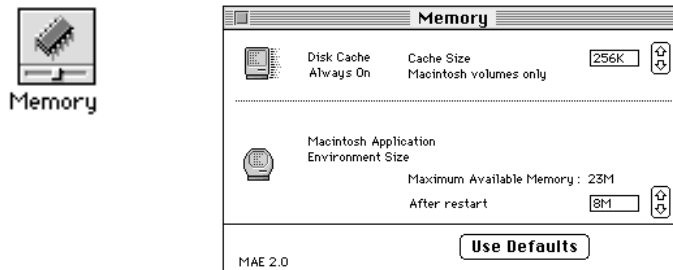 Memory
Memory
Disk Cache
Always On
Cache Size
Macintosh volumes only
256K
Macintosh Application
Environment Size
Maximum Available Memory : 23M
After restart
8M
Use Defaults
MAE 2.0